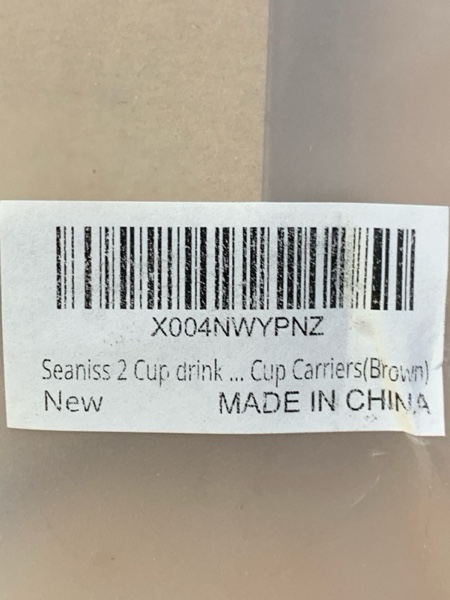 X004NWYPNZ
Seaniss 2 Cup drink ... Cup Carriers(Brown)
New MADE IN CHINA